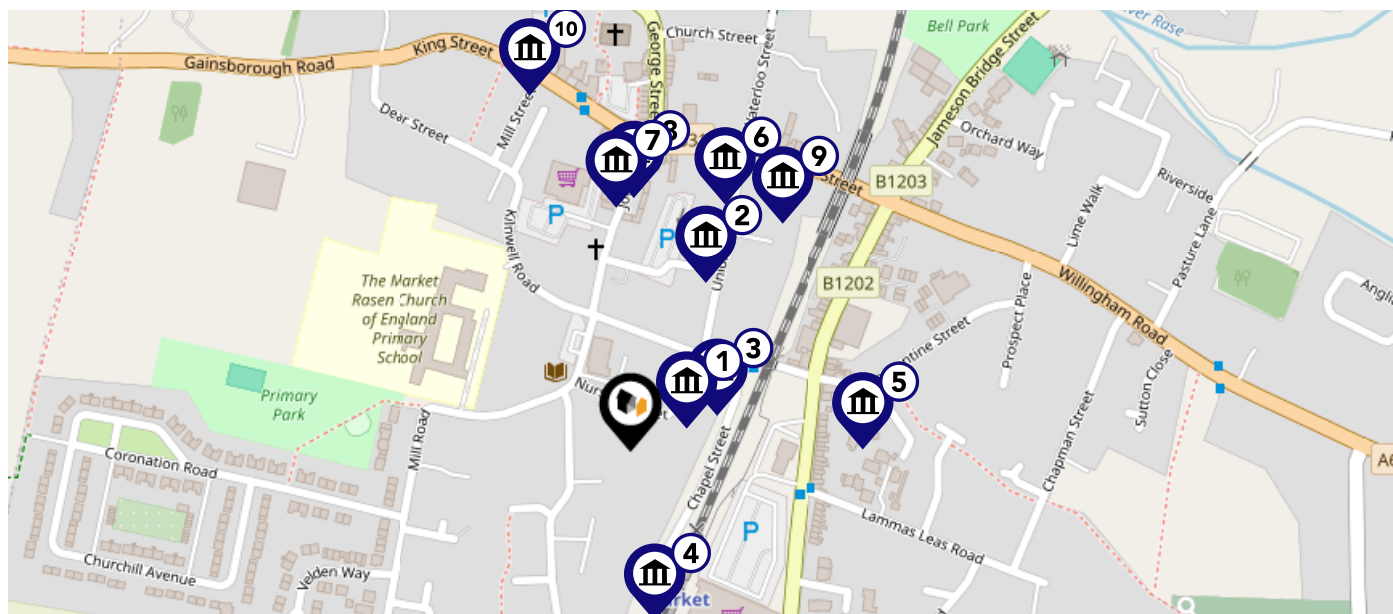 10
Bell Park
King Street
Church Street
George Street
Waterloo Street
Jameson Bridge Street
Gainsborough Road
Mill Street
Dear Street
Orchard Way
8
7
6
9
Street
B1203
Riverside
P
2
P
Lime Walk
Pasture Lane
Kilnwell Road
B1202
The Market
Rasen Church
of England
Primary
School
Willingham Road
Prospect Place
1
3
5
Primary
Park
Sutton Close
Mill Road
Chapman Street
Chapel Street
Coronation Road
P
Lammas Leas Road
Churchill Avenue
Velden Way
4